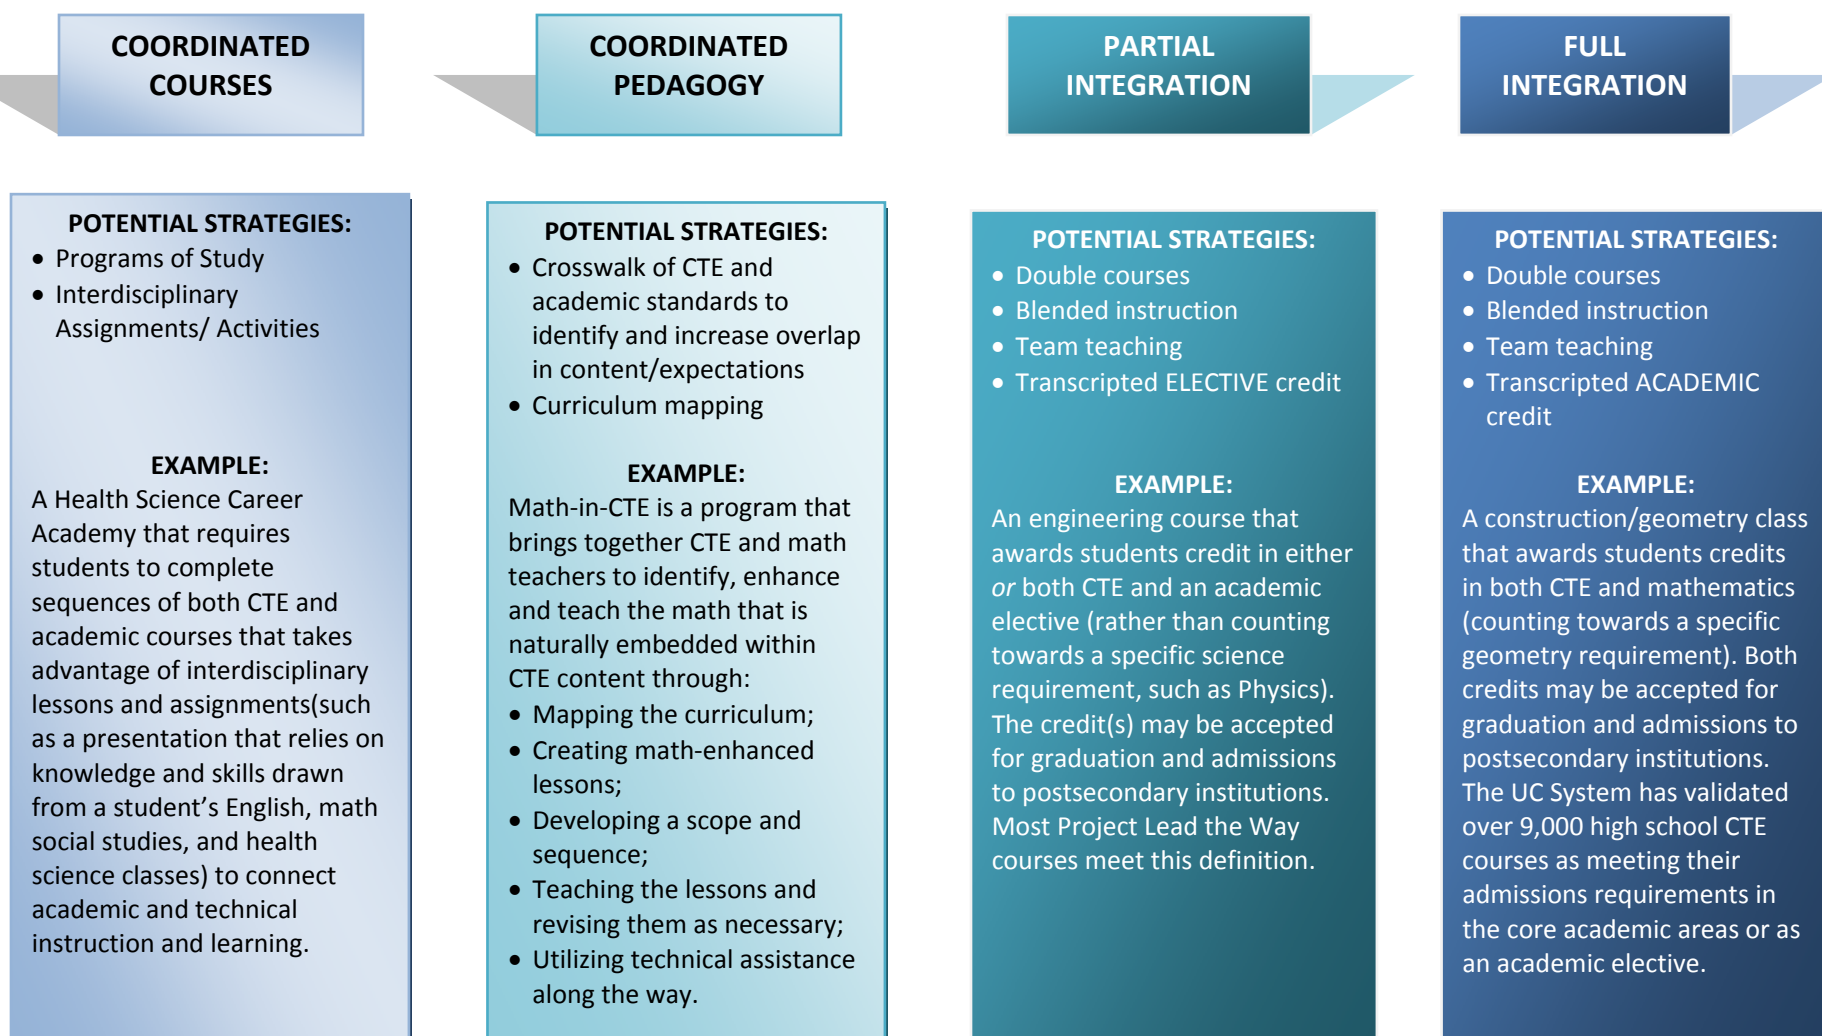 COORDINATED
COURSES
POTENTIAL STRATEGIES:
• Programs of Study
• Interdisciplinary
Assignments/ Activities
EXAMPLE:
A Health Science Career
Academy that requires
students to complete
sequences of both CTE and
academic courses that takes
advantage of interdisciplinary
lessons and assignments(such
as a presentation that relies on
knowledge and skills drawn
from a student’s English, math
social studies, and health
science classes) to connect
academic and technical
instruction and learning.
COORDINATED
PEDAGOGY
POTENTIAL STRATEGIES:
• Crosswalk of CTE and
academic standards to
identify and increase overlap
in content/expectations
• Curriculum mapping
EXAMPLE:
Math-in-CTE is a program that
brings together CTE and math
teachers to identify, enhance
and teach the math that is
naturally embedded within
CTE content through:
• Mapping the curriculum;
• Creating math-enhanced
lessons;
• Developing a scope and
sequence;
• Teaching the lessons and
revising them as necessary;
• Utilizing technical assistance
along the way.
PARTIAL
INTEGRATION
POTENTIAL STRATEGIES:
• Double courses
• Blended instruction
• Team teaching
• Transcripted ELECTIVE credit
EXAMPLE:
An engineering course that
awards students credit in either
or both CTE and an academic
elective (rather than counting
towards a specific science
requirement, such as Physics).
The credit(s) may be accepted
for graduation and admissions
to postsecondary institutions.
Most Project Lead the Way
courses meet this definition.
FULL
INTEGRATION
POTENTIAL STRATEGIES:
• Double courses
• Blended instruction
• Team teaching
• Transcripted ACADEMIC
credit
EXAMPLE:
A construction/geometry class
that awards students credits
in both CTE and mathematics
(counting towards a specific
geometry requirement). Both
credits may be accepted for
graduation and admissions to
postsecondary institutions.
The UC System has validated
over 9,000 high school CTE
courses as meeting their
admissions requirements in
the core academic areas or as
an academic elective.